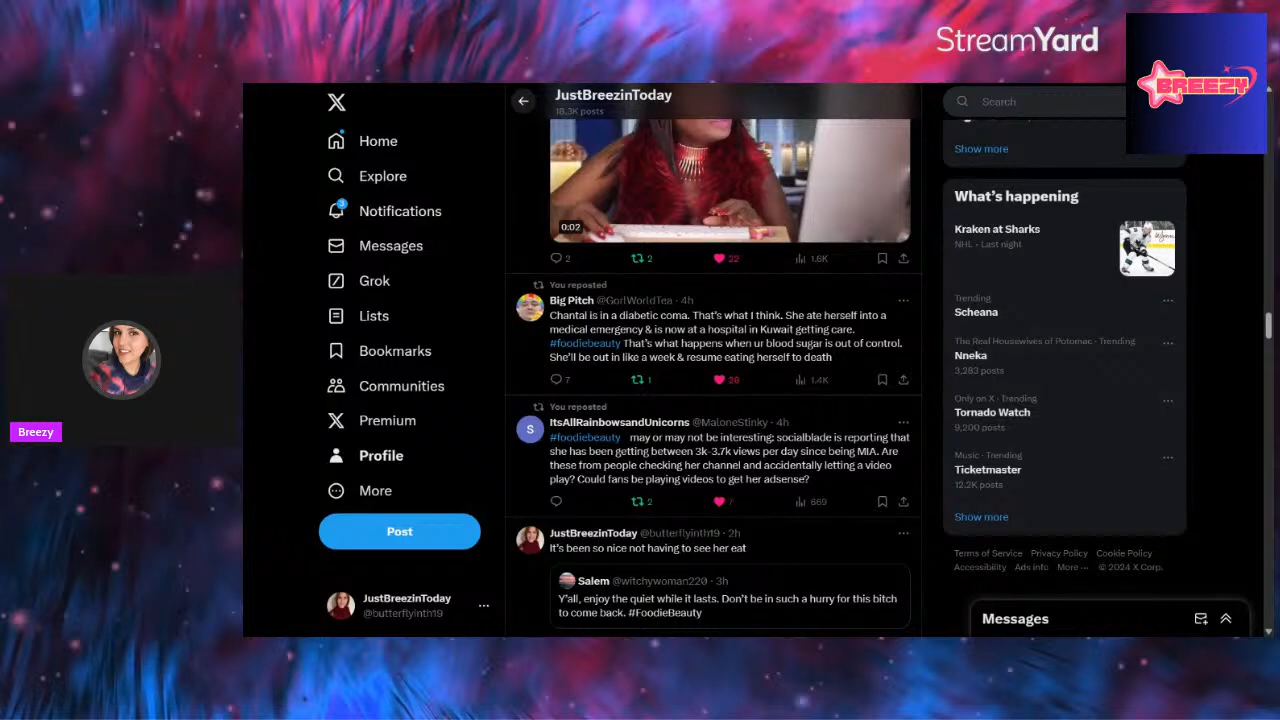 StreamYard
BREEZY
JustBreezinToday
18.3K posts
Search
Home
Show more
Explore
What's happening
3
Notifications
0:02
Kraken at Sharks
NHL · Last night
Messages
2
2
22
1.6K
Grok
You reposted
Big Pitch @GorlWorldTea · 4h
Chantal is in a diabetic coma. That's what I think. She ate herself into a
medical emergency & is now at a hospital in Kuwait getting care.
#foodiebeauty That's what happens when ur blood sugar is out of control.
She'll be out in like a week & resume eating herself to death
Trending
Scheana
Lists
The Real Housewives of Potomac · Trending
Nneka
3,283 posts
Bookmarks
7
1
20
1.4K
Communities
Only on X · Trending
Tornado Watch
9,200 posts
You reposted
S
ItsAllRainbowsandUnicorns @MaloneStinky · 4h
#foodiebeauty may or may not be interesting: socialblade is reporting that
she has been getting between 3k-3.7k views per day since being MIA. Are
these from people checking her channel and accidentally letting a video
play? Could fans be playing videos to get her adsense?
Premium
Breezy
Profile
Music · Trending
Ticketmaster
12.2K posts
More
2
7
669
Show more
Post
JustBreezinToday @butterflyinth19 · 2h
It's been so nice not having to see her eat
Terms of Service Privacy Policy Cookie Policy
Accessibility Ads info More ··· © 2024 X Corp.
Salem @witchywoman220 · 3h
Y'all, enjoy the quiet while it lasts. Don't be in such a hurry for this bitch
to come back. #FoodieBeauty
JustBreezinToday
@butterflyinth19
Messages